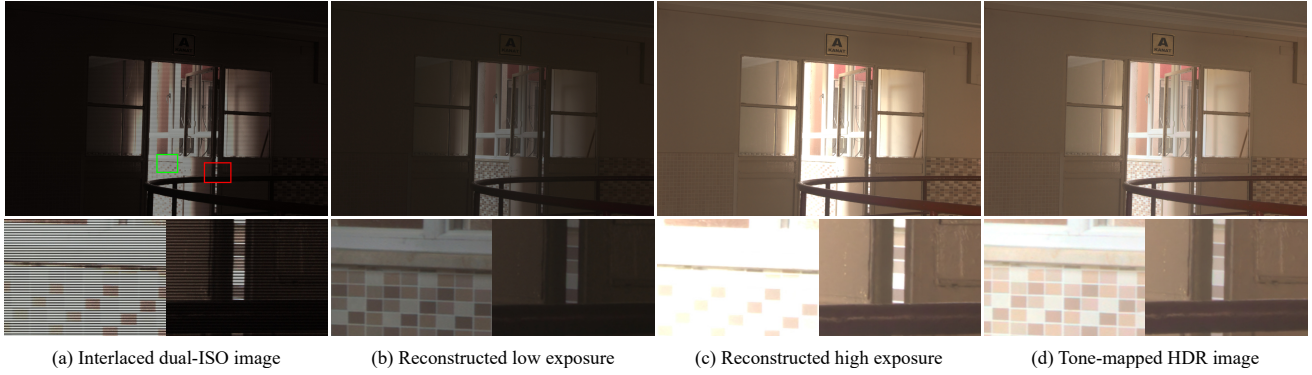 A
A
A
A
(a) Interlaced dual-ISO image
(b) Reconstructed low exposure
(c) Reconstructed high exposure
(d) Tone-mapped HDR image